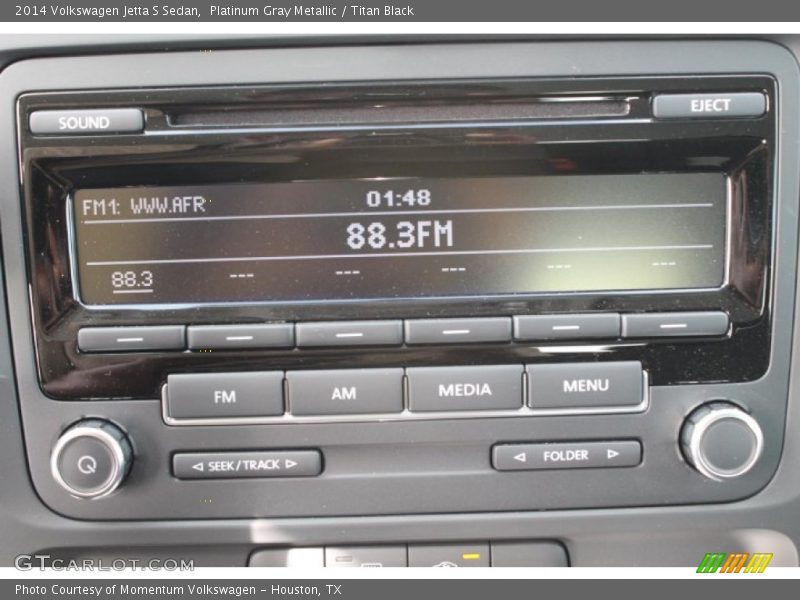 2014 Volkswagen Jetta S Sedan,  Platinum Gray Metallic / Titan Black
SOUND
EJECT
FM1: WWW.AFR
01:48
88.3FM
88.3 --- --- --- --- ---
FM
AM
MEDIA
MENU
SEEK/TRACK
FOLDER
GTCARLOT.COM
Photo Courtesy of Momentum Volkswagen - Houston, TX